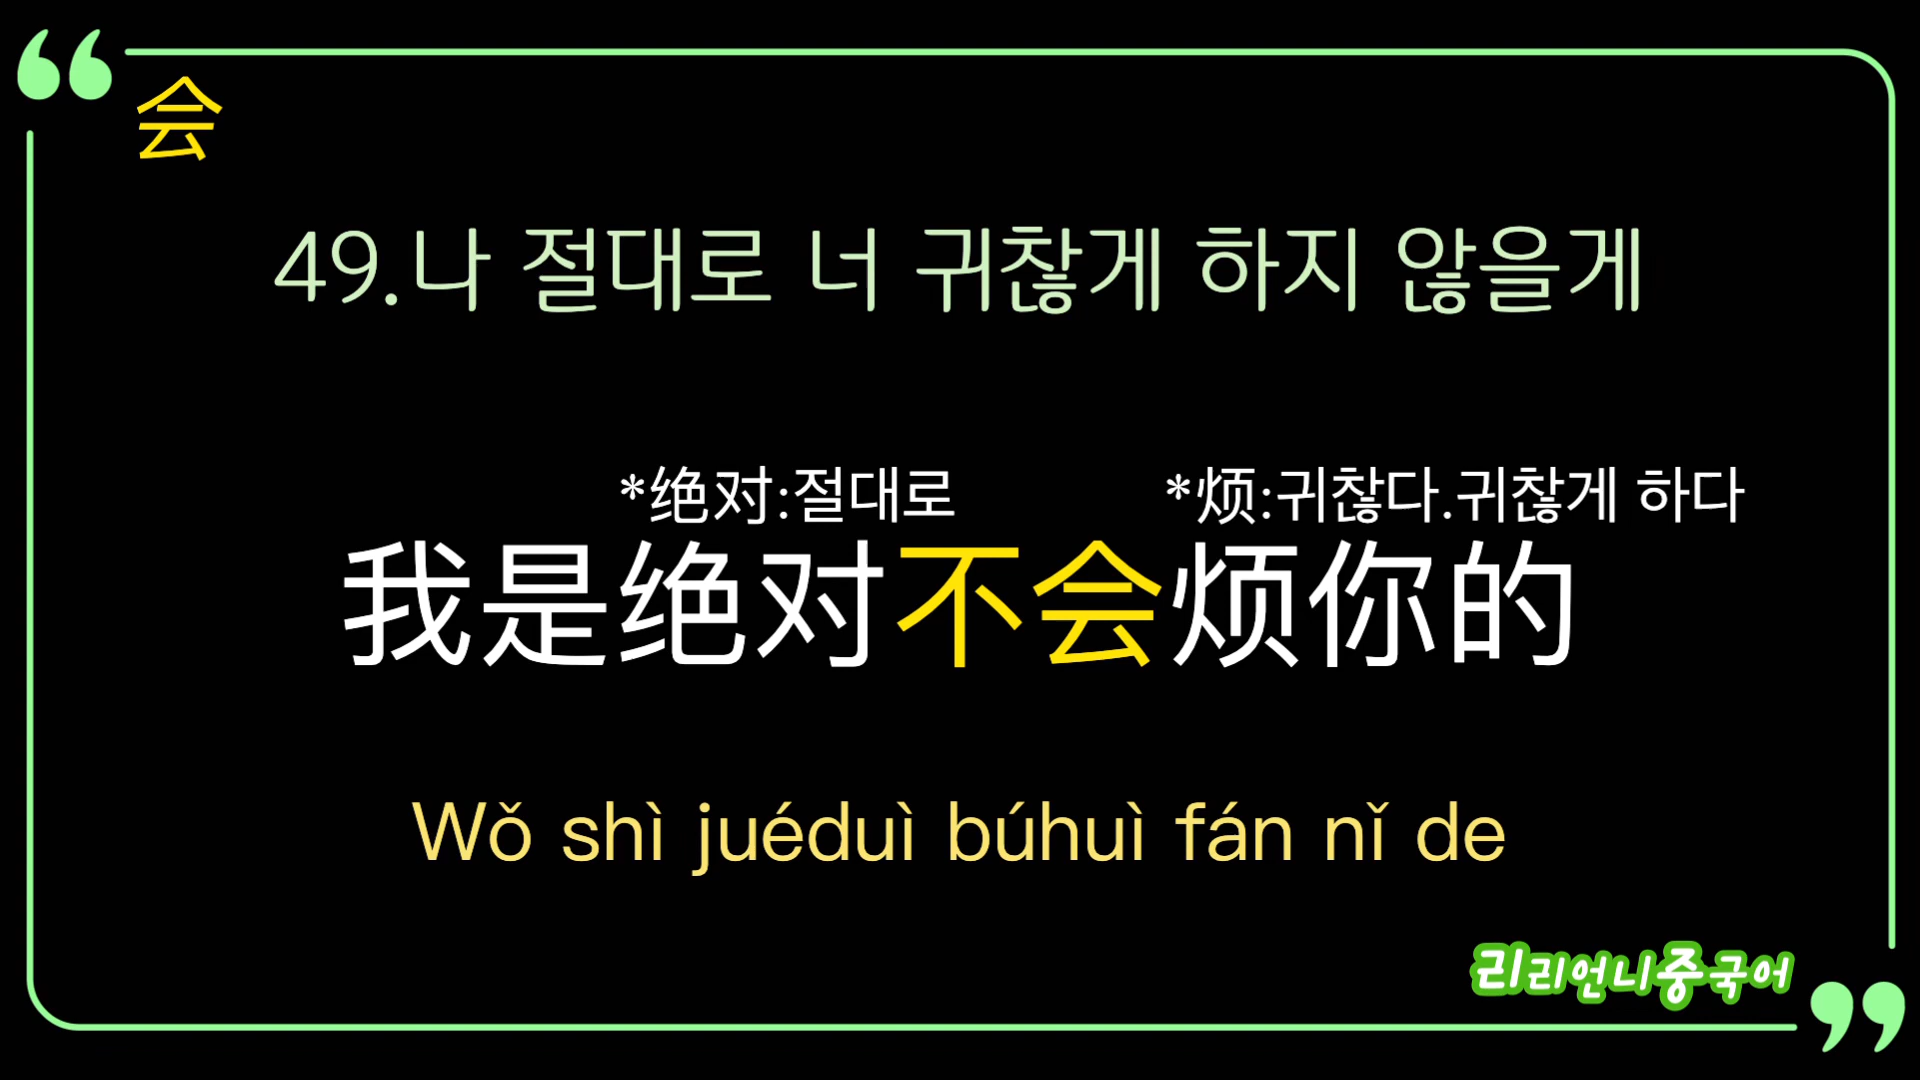 会
49.나 절대로 너 귀찮게 하지 않을게
*绝对:절대로 *烦:귀찮다.귀찮게 하다
我是绝对不会烦你的
Wǒ shì juéduì búhuì fán nǐ de
리리언니중국어